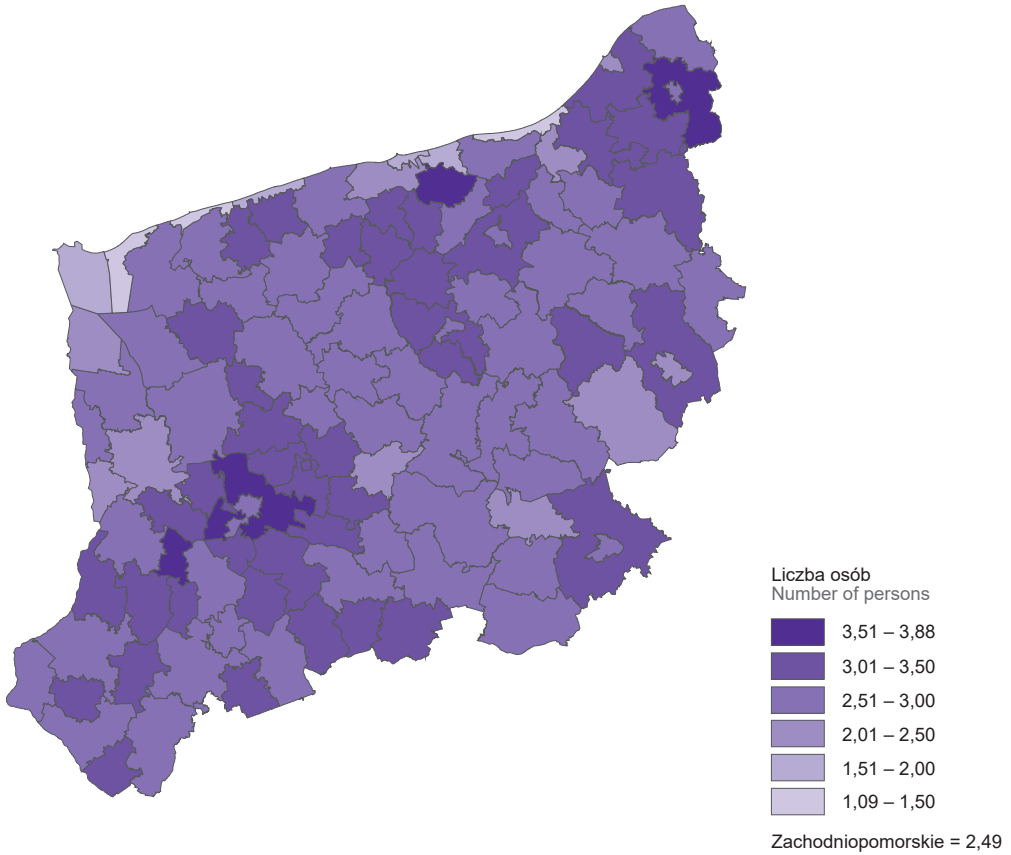 Liczba osób
Number of persons
3,51 – 3,88
3,01 – 3,50
2,51 – 3,00
2,01 – 2,50
1,51 – 2,00
1,09 – 1,50
Zachodniopomorskie = 2,49